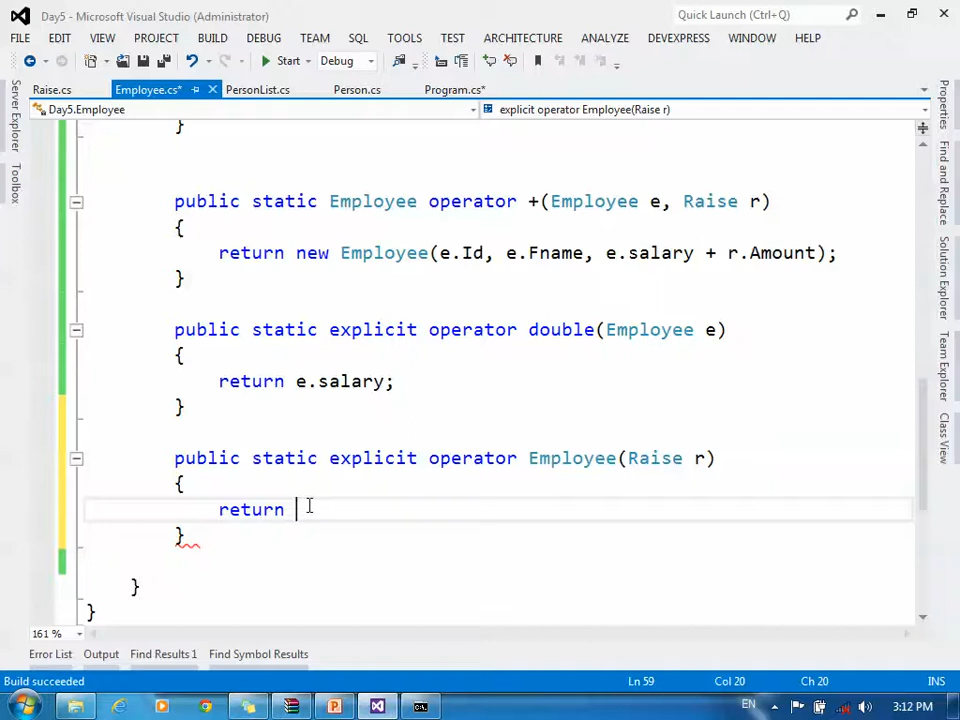 Day5 - Microsoft Visual Studio (Administrator)
Quick Launch (Ctrl+Q)
FILE EDIT VIEW PROJECT BUILD DEBUG TEAM SQL TOOLS TEST ARCHITECTURE ANALYZE DEVEXPRESS WINDOW HELP
Start Debug
Raise.cs Employee.cs* PersonList.cs Person.cs Program.cs*
Day5.Employee explicit operator Employee(Raise r)
Server Explorer
Toolbox
}
public static Employee operator +(Employee e, Raise r)
{
return new Employee(e.Id, e.Fname, e.salary + r.Amount);
}
public static explicit operator double(Employee e)
{
return e.salary;
}
public static explicit operator Employee(Raise r)
{
return
}
}
}
Properties
Find and Replace
Solution Explorer
Team Explorer
Class View
161 %
Error List Output Find Results 1 Find Symbol Results
Build succeeded Ln 59 Col 20 Ch 20 INS
EN 3:12 PM